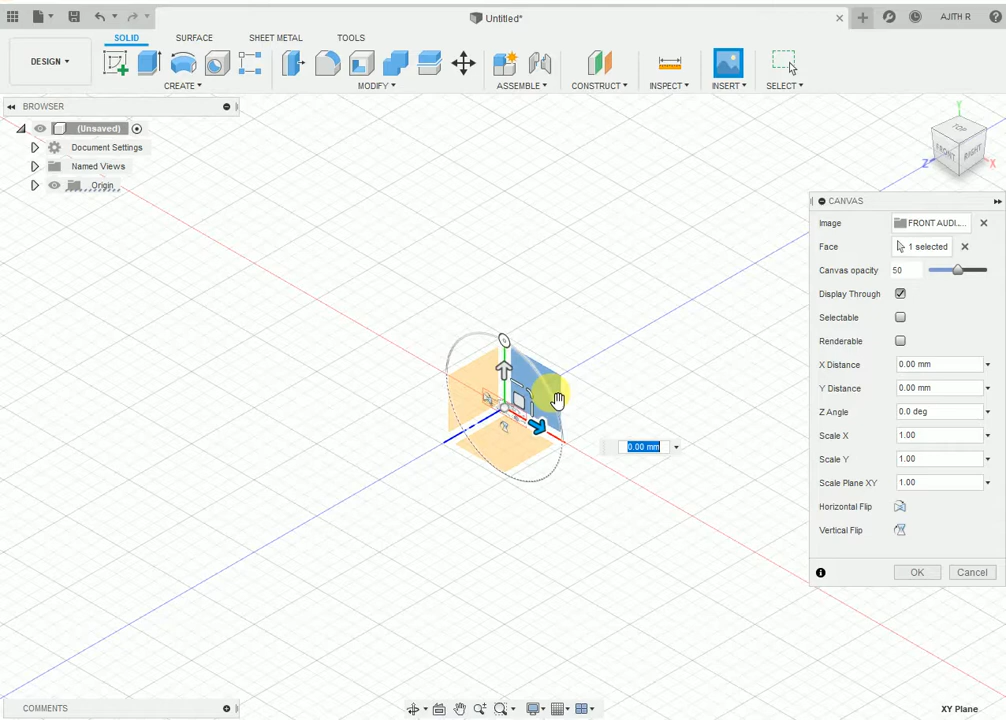 Untitled*
AJITH R
SOLID SURFACE SHEET METAL TOOLS
DESIGN
CREATE MODIFY ASSEMBLE CONSTRUCT INSPECT INSERT SELECT
BROWSER
(Unsaved)
Document Settings
Named Views
Origin
Y
TOP
FRONT
RIGHT
Z
X
CANVAS
Image FRONT AUDI....
Face 1 selected
Canvas opacity 50
Display Through
Selectable
Renderable
X Distance 0.00 mm
Y Distance 0.00 mm
Z Angle 0.0 deg
Scale X 1.00
Scale Y 1.00
Scale Plane XY 1.00
Horizontal Flip
Vertical Flip
OK Cancel
0.00 mm
COMMENTS
XY Plane